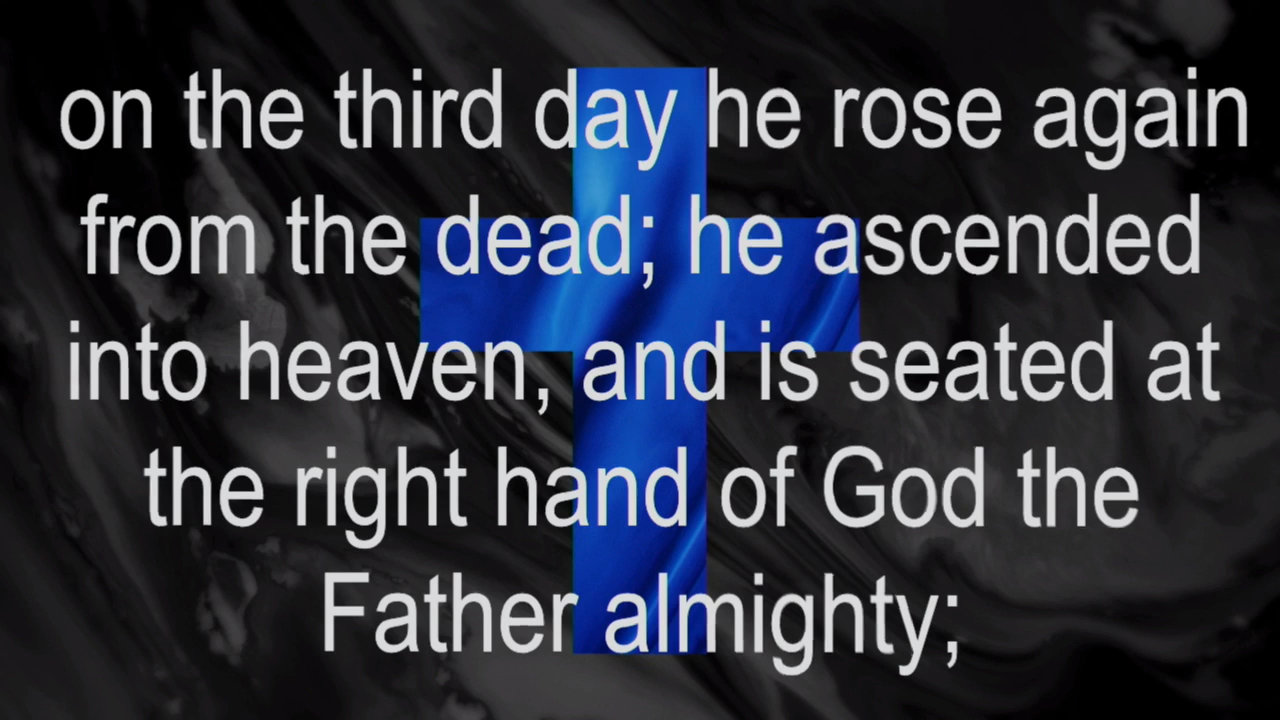 on the third day he rose again
from the dead; he ascended
into heaven, and is seated at
the right hand of God the
Father almighty;